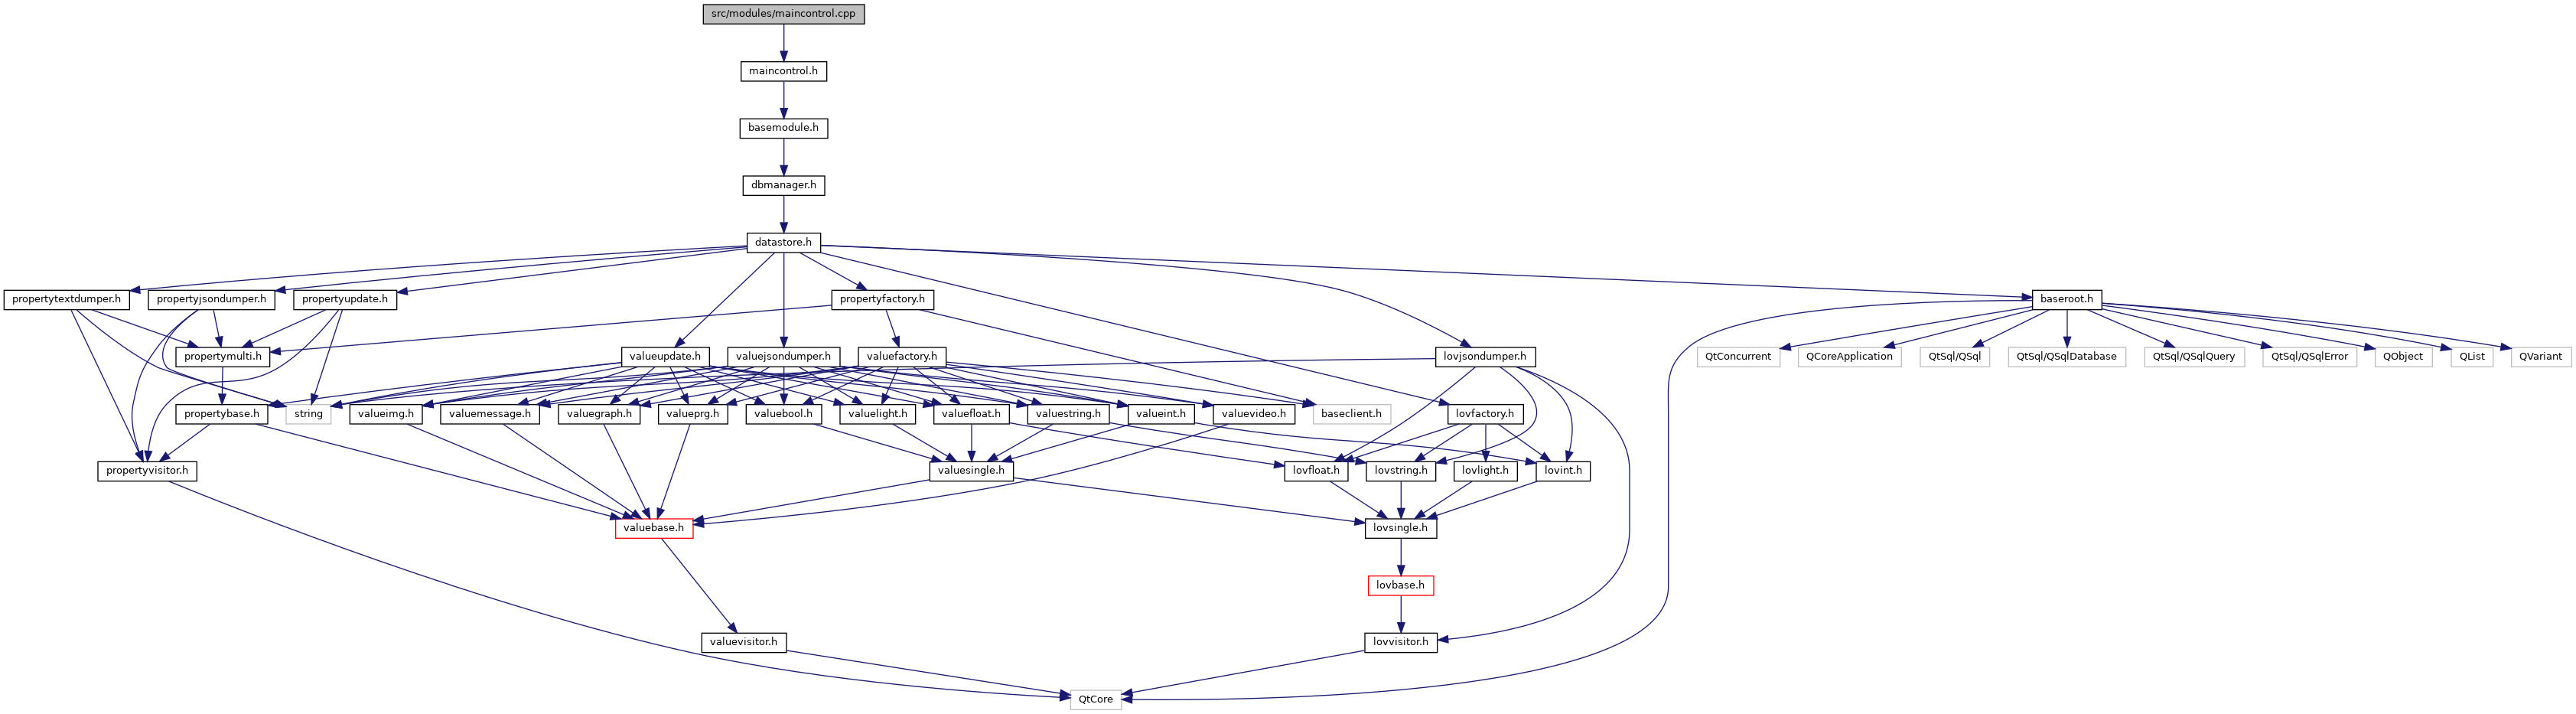 src/modules/maincontrol.cpp
maincontrol.h
basemodule.h
dbmanager.h
datastore.h
propertytextdumper.h
propertyjsondumper.h
propertyupdate.h
propertyfactory.h
baseroot.h
propertymulti.h
valueupdate.h
valuejsondumper.h
valuefactory.h
lovjsondumper.h
QtConcurrent
QCoreApplication
QtSql/QSql
QtSql/QSqlDatabase
QtSql/QSqlQuery
QtSql/QSqlError
QObject
QList
QVariant
propertybase.h
string
valueimg.h
valuemessage.h
valuegraph.h
valueprg.h
valuebool.h
valuelight.h
valuefloat.h
valuestring.h
valueint.h
valuevideo.h
baseclient.h
lovfactory.h
propertyvisitor.h
valuesingle.h
lovfloat.h
lovstring.h
lovlight.h
lovint.h
valuebase.h
lovsingle.h
lovbase.h
valuevisitor.h
lovvisitor.h
QtCore